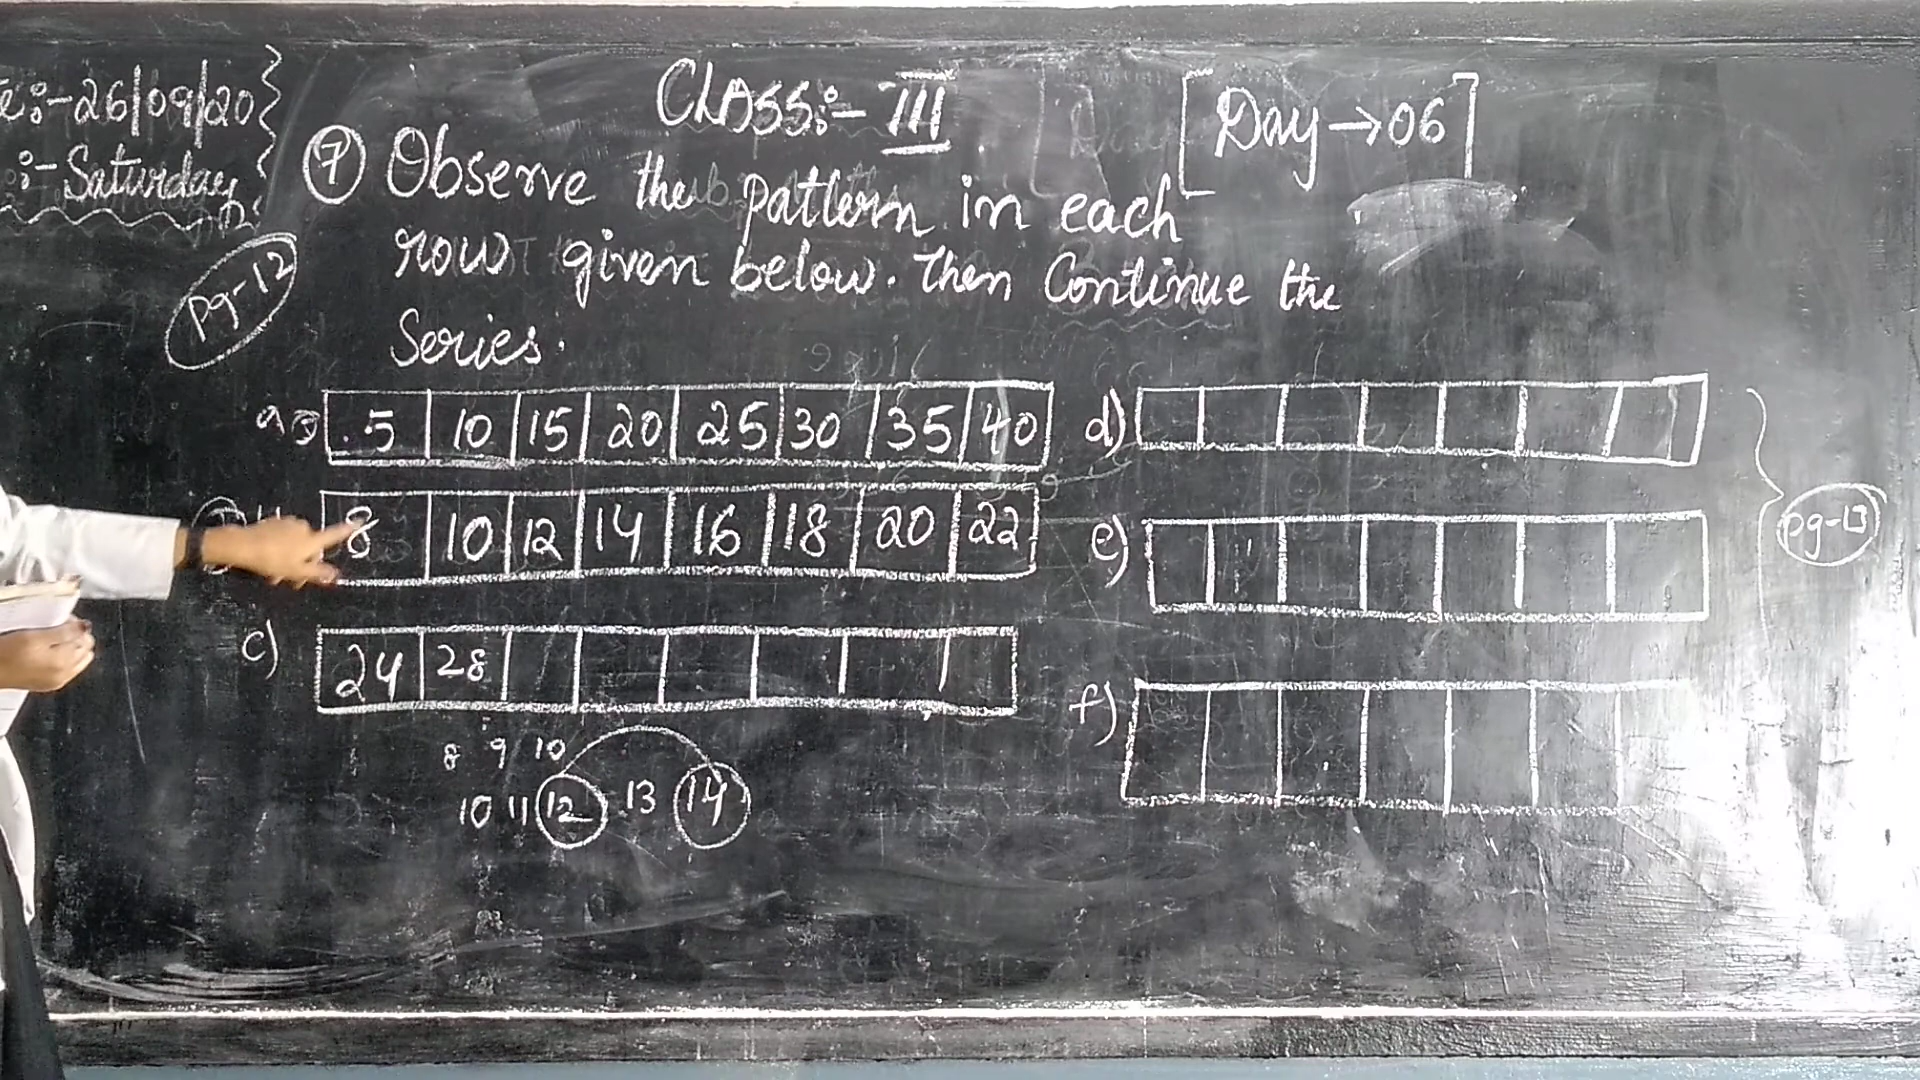 e:-26/09/20
:-Saturday
CLASS:- III
[Day→06]
7 Observe the pattern in each
row given below. Then Continue the
Series.
pg-12
5 10 15 20 25 30 35 40
8 10 12 14 16 18 20 22
c) 24 28
8 9 10
10 11 12 13 14
d)
e)
f)
pg-13